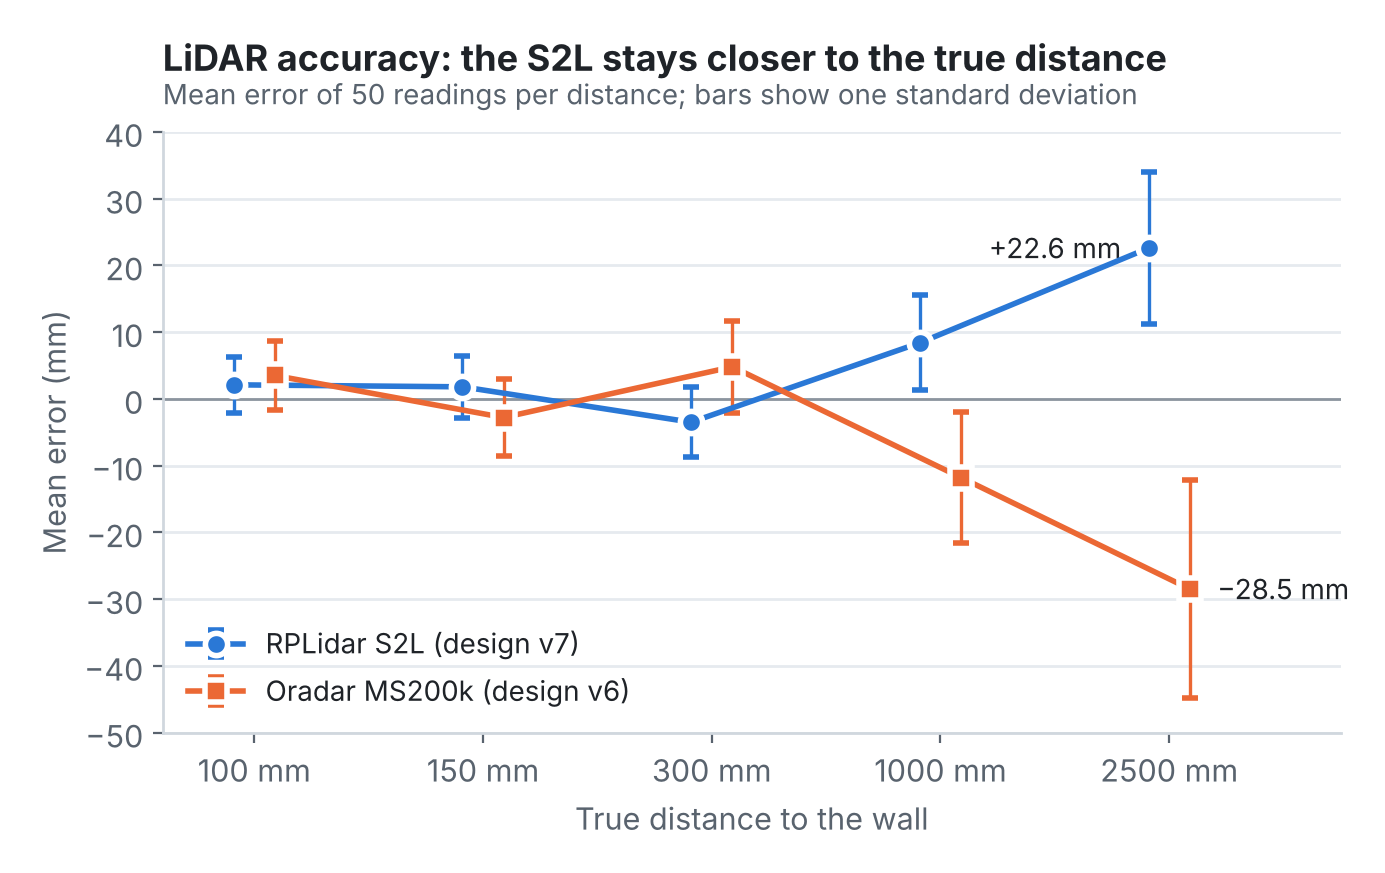 LiDAR accuracy: the S2L stays closer to the true distance
Mean error of 50 readings per distance; bars show one standard deviation
40
30
20
10
0
−10
−20
−30
−40
−50
Mean error (mm)
+22.6 mm
−28.5 mm
RPLidar S2L (design v7)
Oradar MS200k (design v6)
100 mm
150 mm
300 mm
1000 mm
2500 mm
True distance to the wall